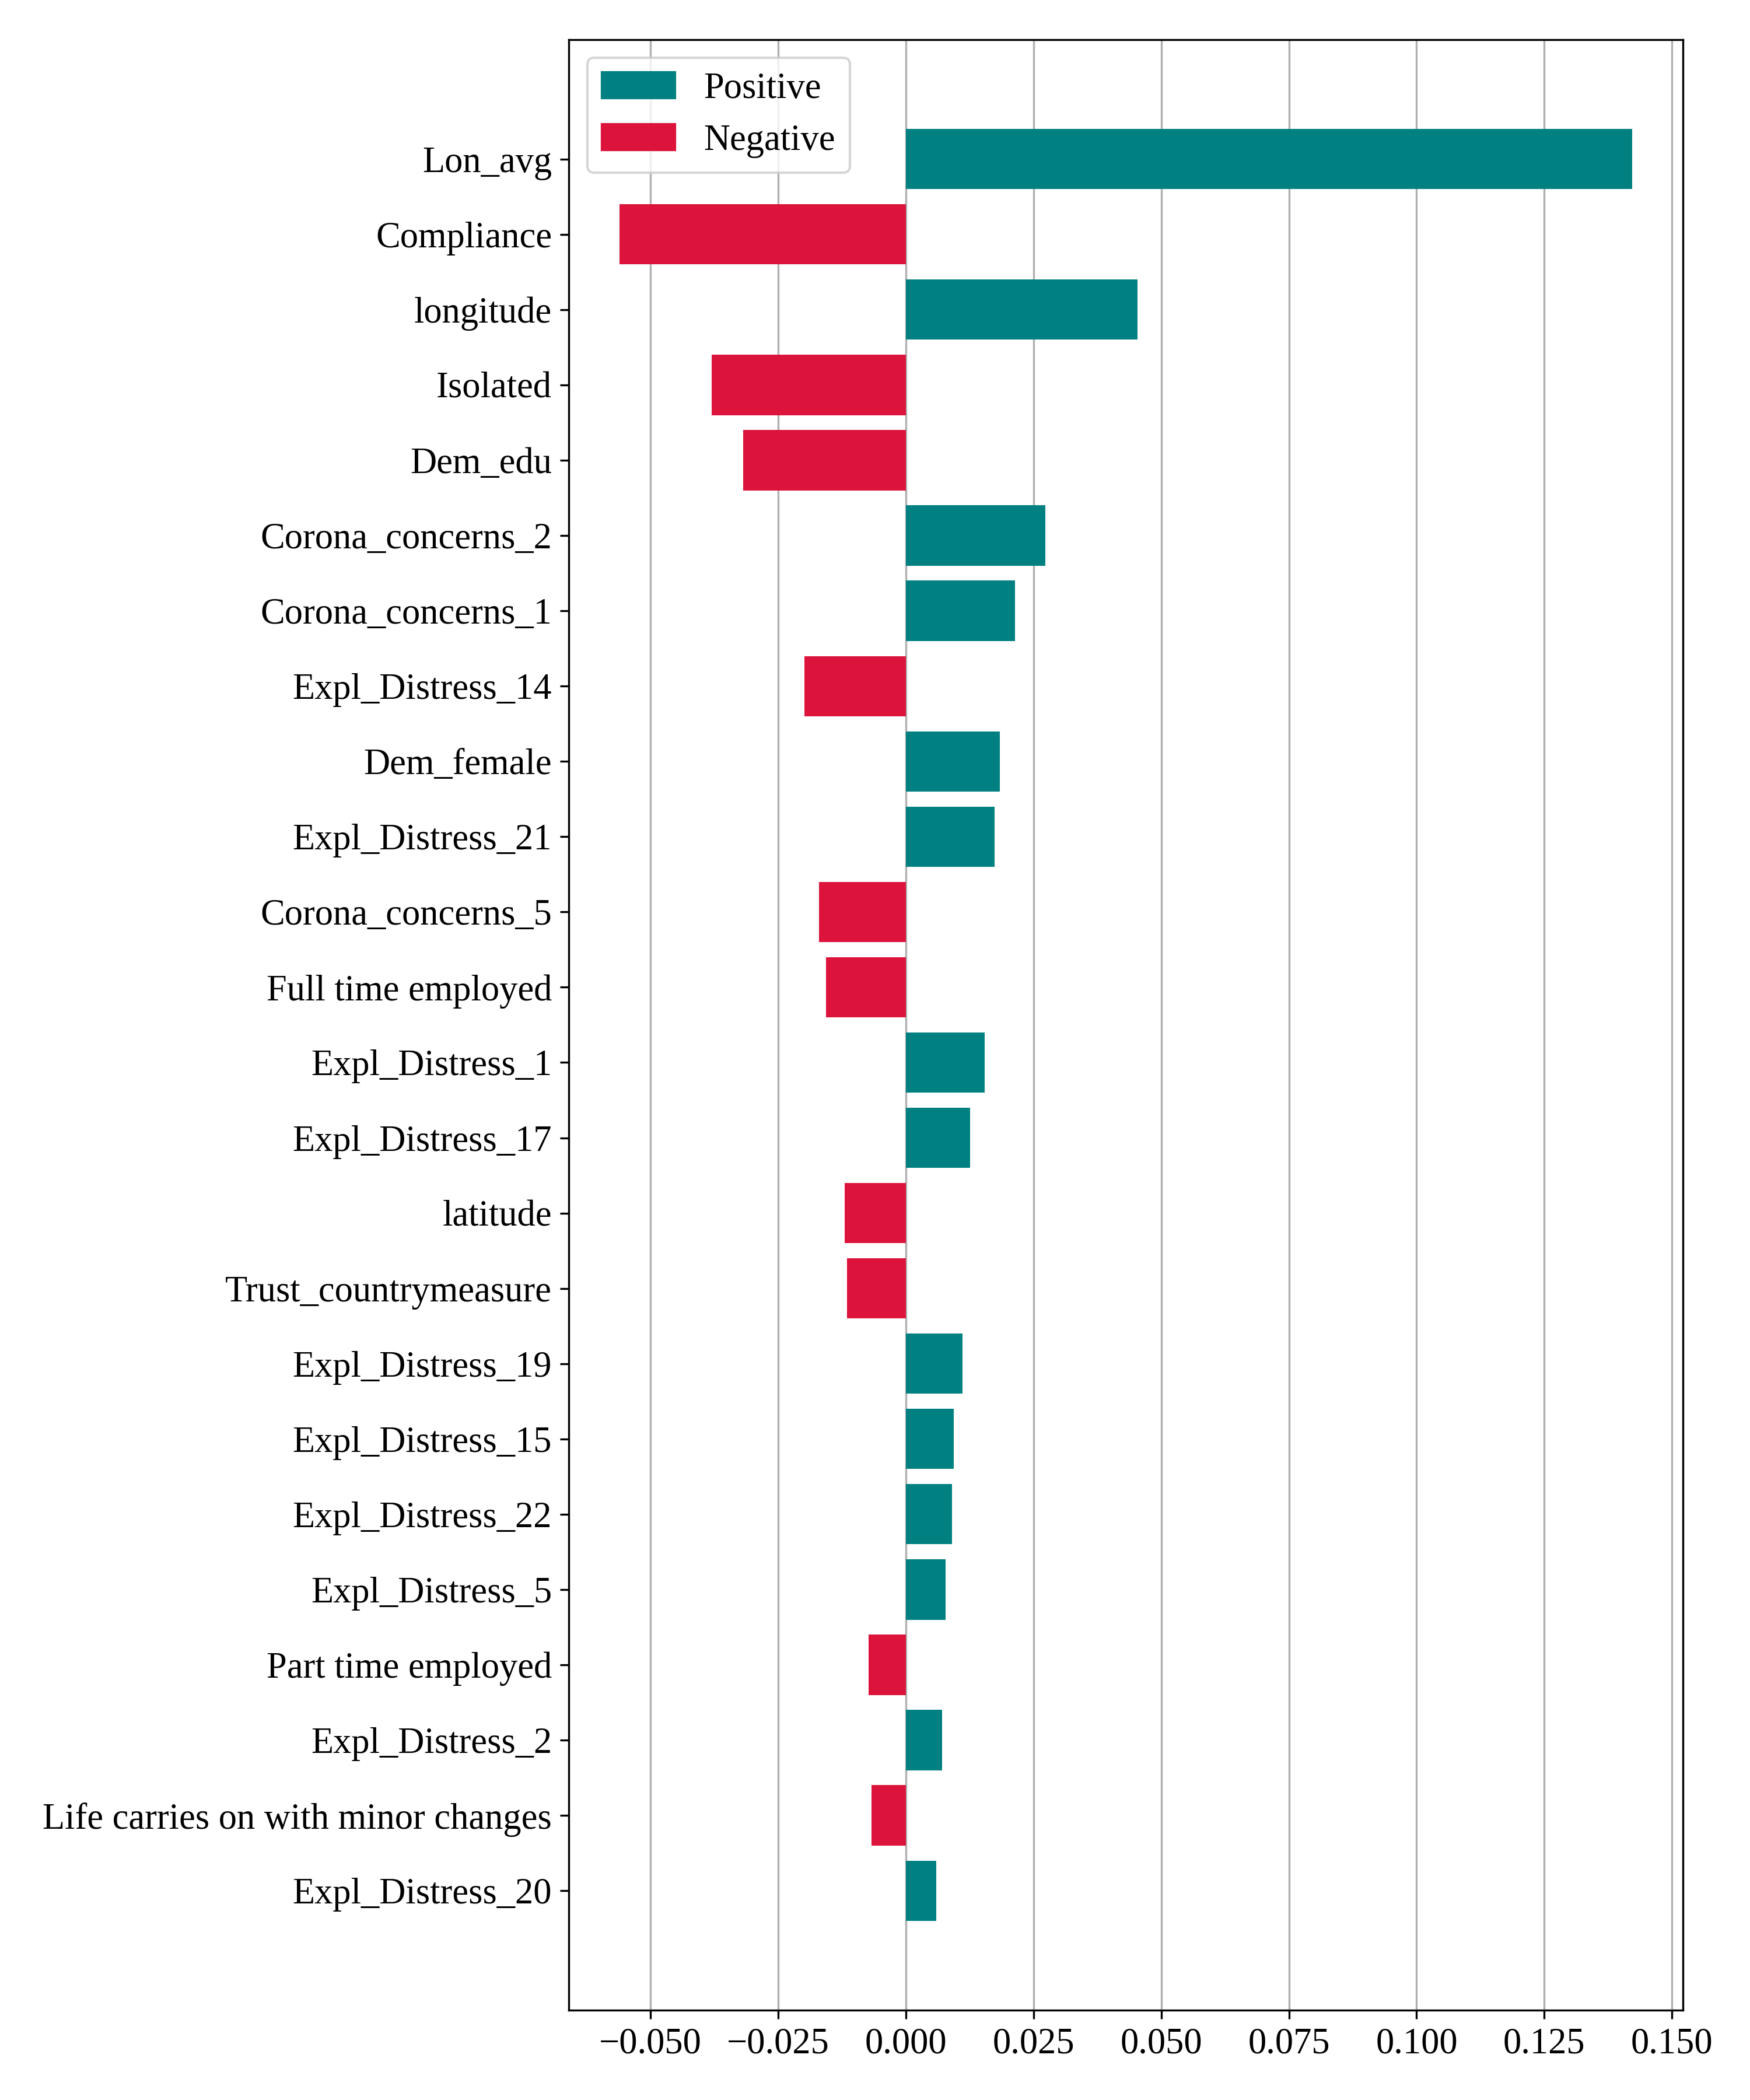 Positive
Negative
Lon_avg
Compliance
longitude
Isolated
Dem_edu
Corona_concerns_2
Corona_concerns_1
Expl_Distress_14
Dem_female
Expl_Distress_21
Corona_concerns_5
Full time employed
Expl_Distress_1
Expl_Distress_17
latitude
Trust_countrymeasure
Expl_Distress_19
Expl_Distress_15
Expl_Distress_22
Expl_Distress_5
Part time employed
Expl_Distress_2
Life carries on with minor changes
Expl_Distress_20
−0.050 −0.025 0.000 0.025 0.050 0.075 0.100 0.125 0.150